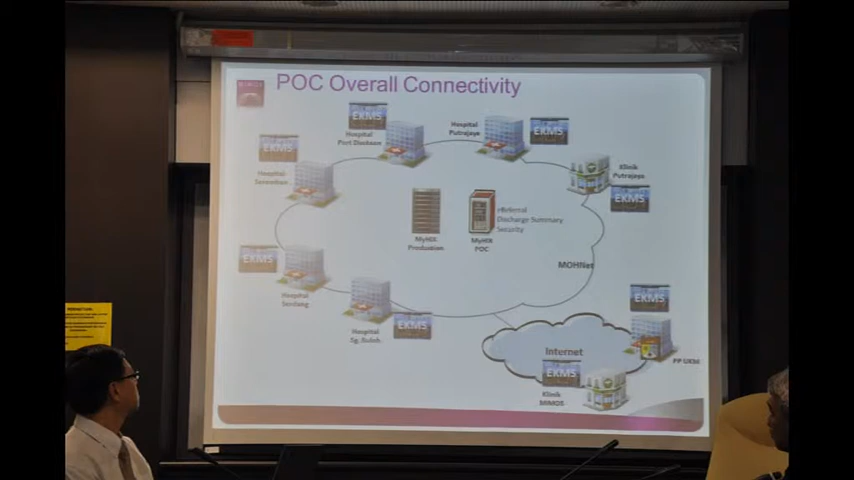 MIMOS
POC Overall Connectivity
EKMS
Hospital
Port Dickson
Hospital
Putrajaya
EKMS
EKMS
Hospital
Seremban
Klinik
Putrajaya
EKMS
MyHIX
Production
MyHIX
POC
eReferral
Discharge Summary
Security
MOHNet
EKMS
Hospital
Serdang
Hospital
Sg. Buloh
EKMS
EKMS
PP UKM
Internet
EKMS
Klinik
MIMOS